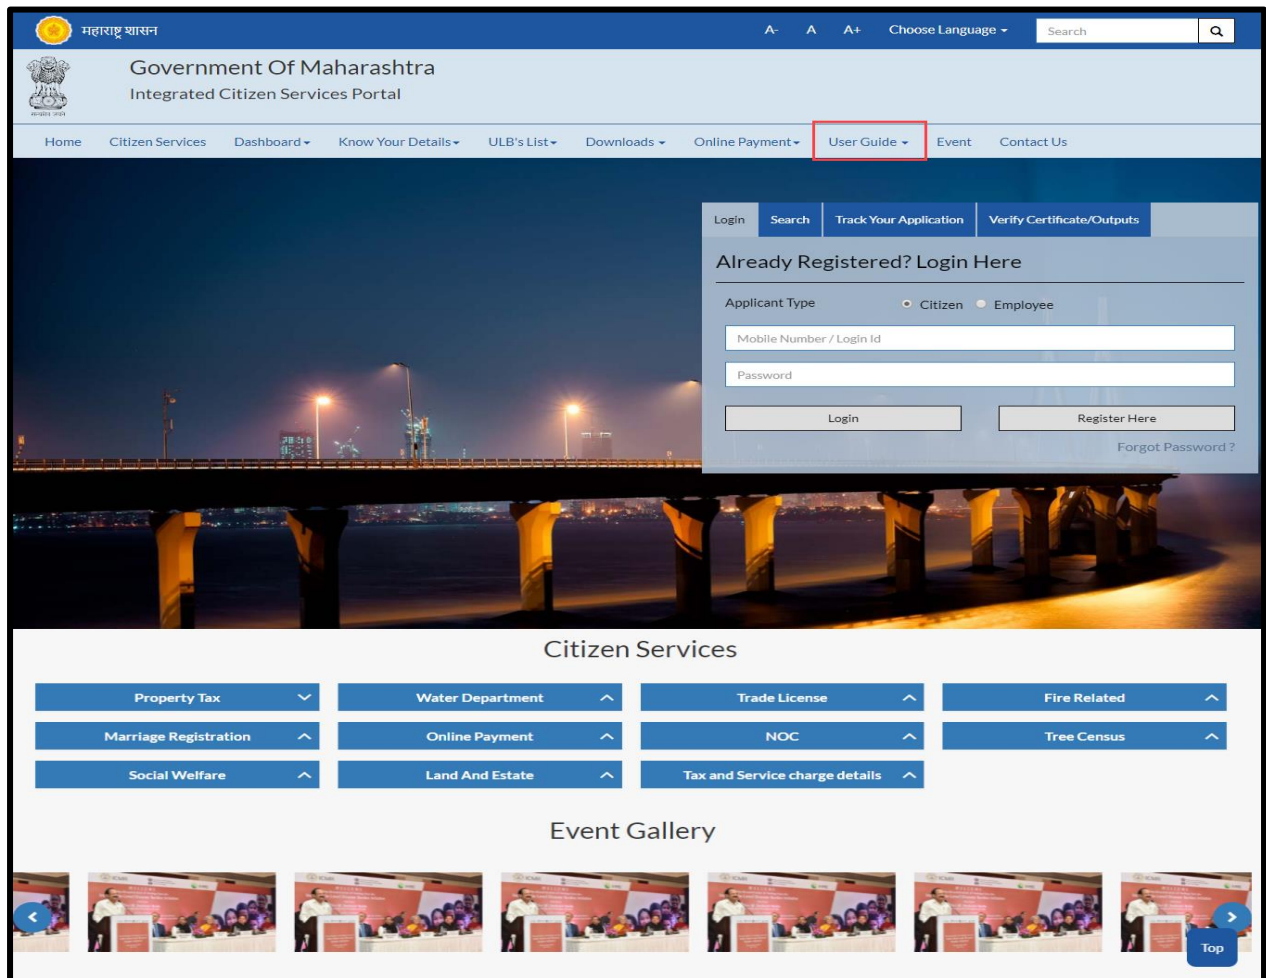 महाराष्ट्र शासन A- A A+ Choose Language Search
Government Of Maharashtra
Integrated Citizen Services Portal
सत्यमेव जयते
Home Citizen Services Dashboard Know Your Details ULB's List Downloads Online Payment User Guide Event Contact Us
Login Search Track Your Application Verify Certificate/Outputs
Already Registered? Login Here
Applicant Type Citizen Employee
Mobile Number / Login Id
Password
Login Register Here
Forgot Password ?
Citizen Services
Property Tax Water Department Trade License Fire Related
Marriage Registration Online Payment NOC Tree Census
Social Welfare Land And Estate Tax and Service charge details
Event Gallery
Top